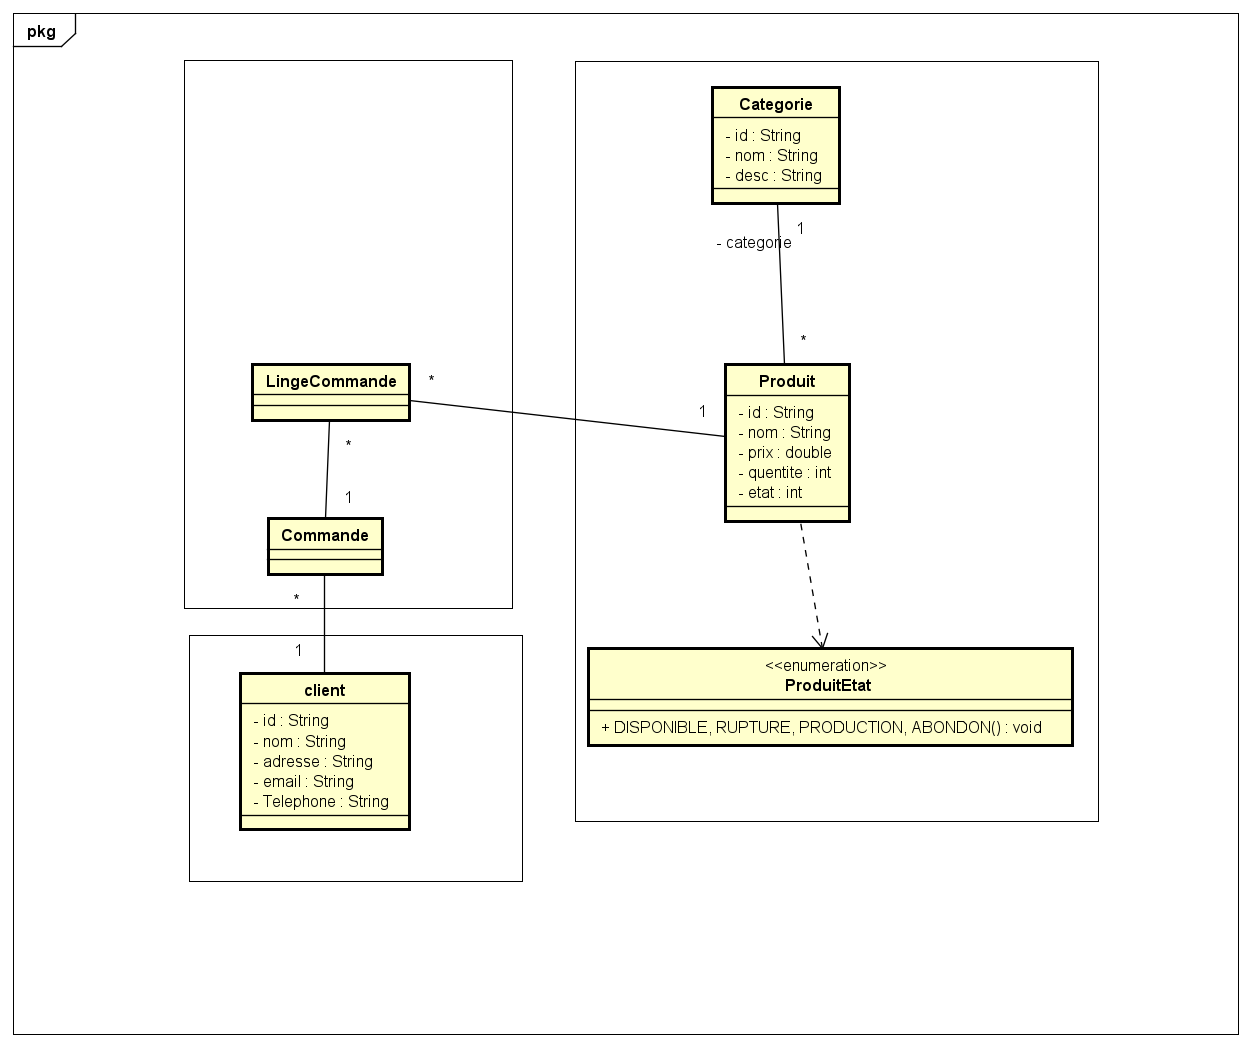 pkg
Categorie
- id : String
- nom : String
- desc : String
1
- categorie
*
LingeCommande
*
1
Produit
- id : String
- nom : String
- prix : double
- quentite : int
- etat : int
*
1
Commande
*
1
client
- id : String
- nom : String
- adresse : String
- email : String
- Telephone : String
<<enumeration>>
ProduitEtat
+ DISPONIBLE, RUPTURE, PRODUCTION, ABONDON() : void